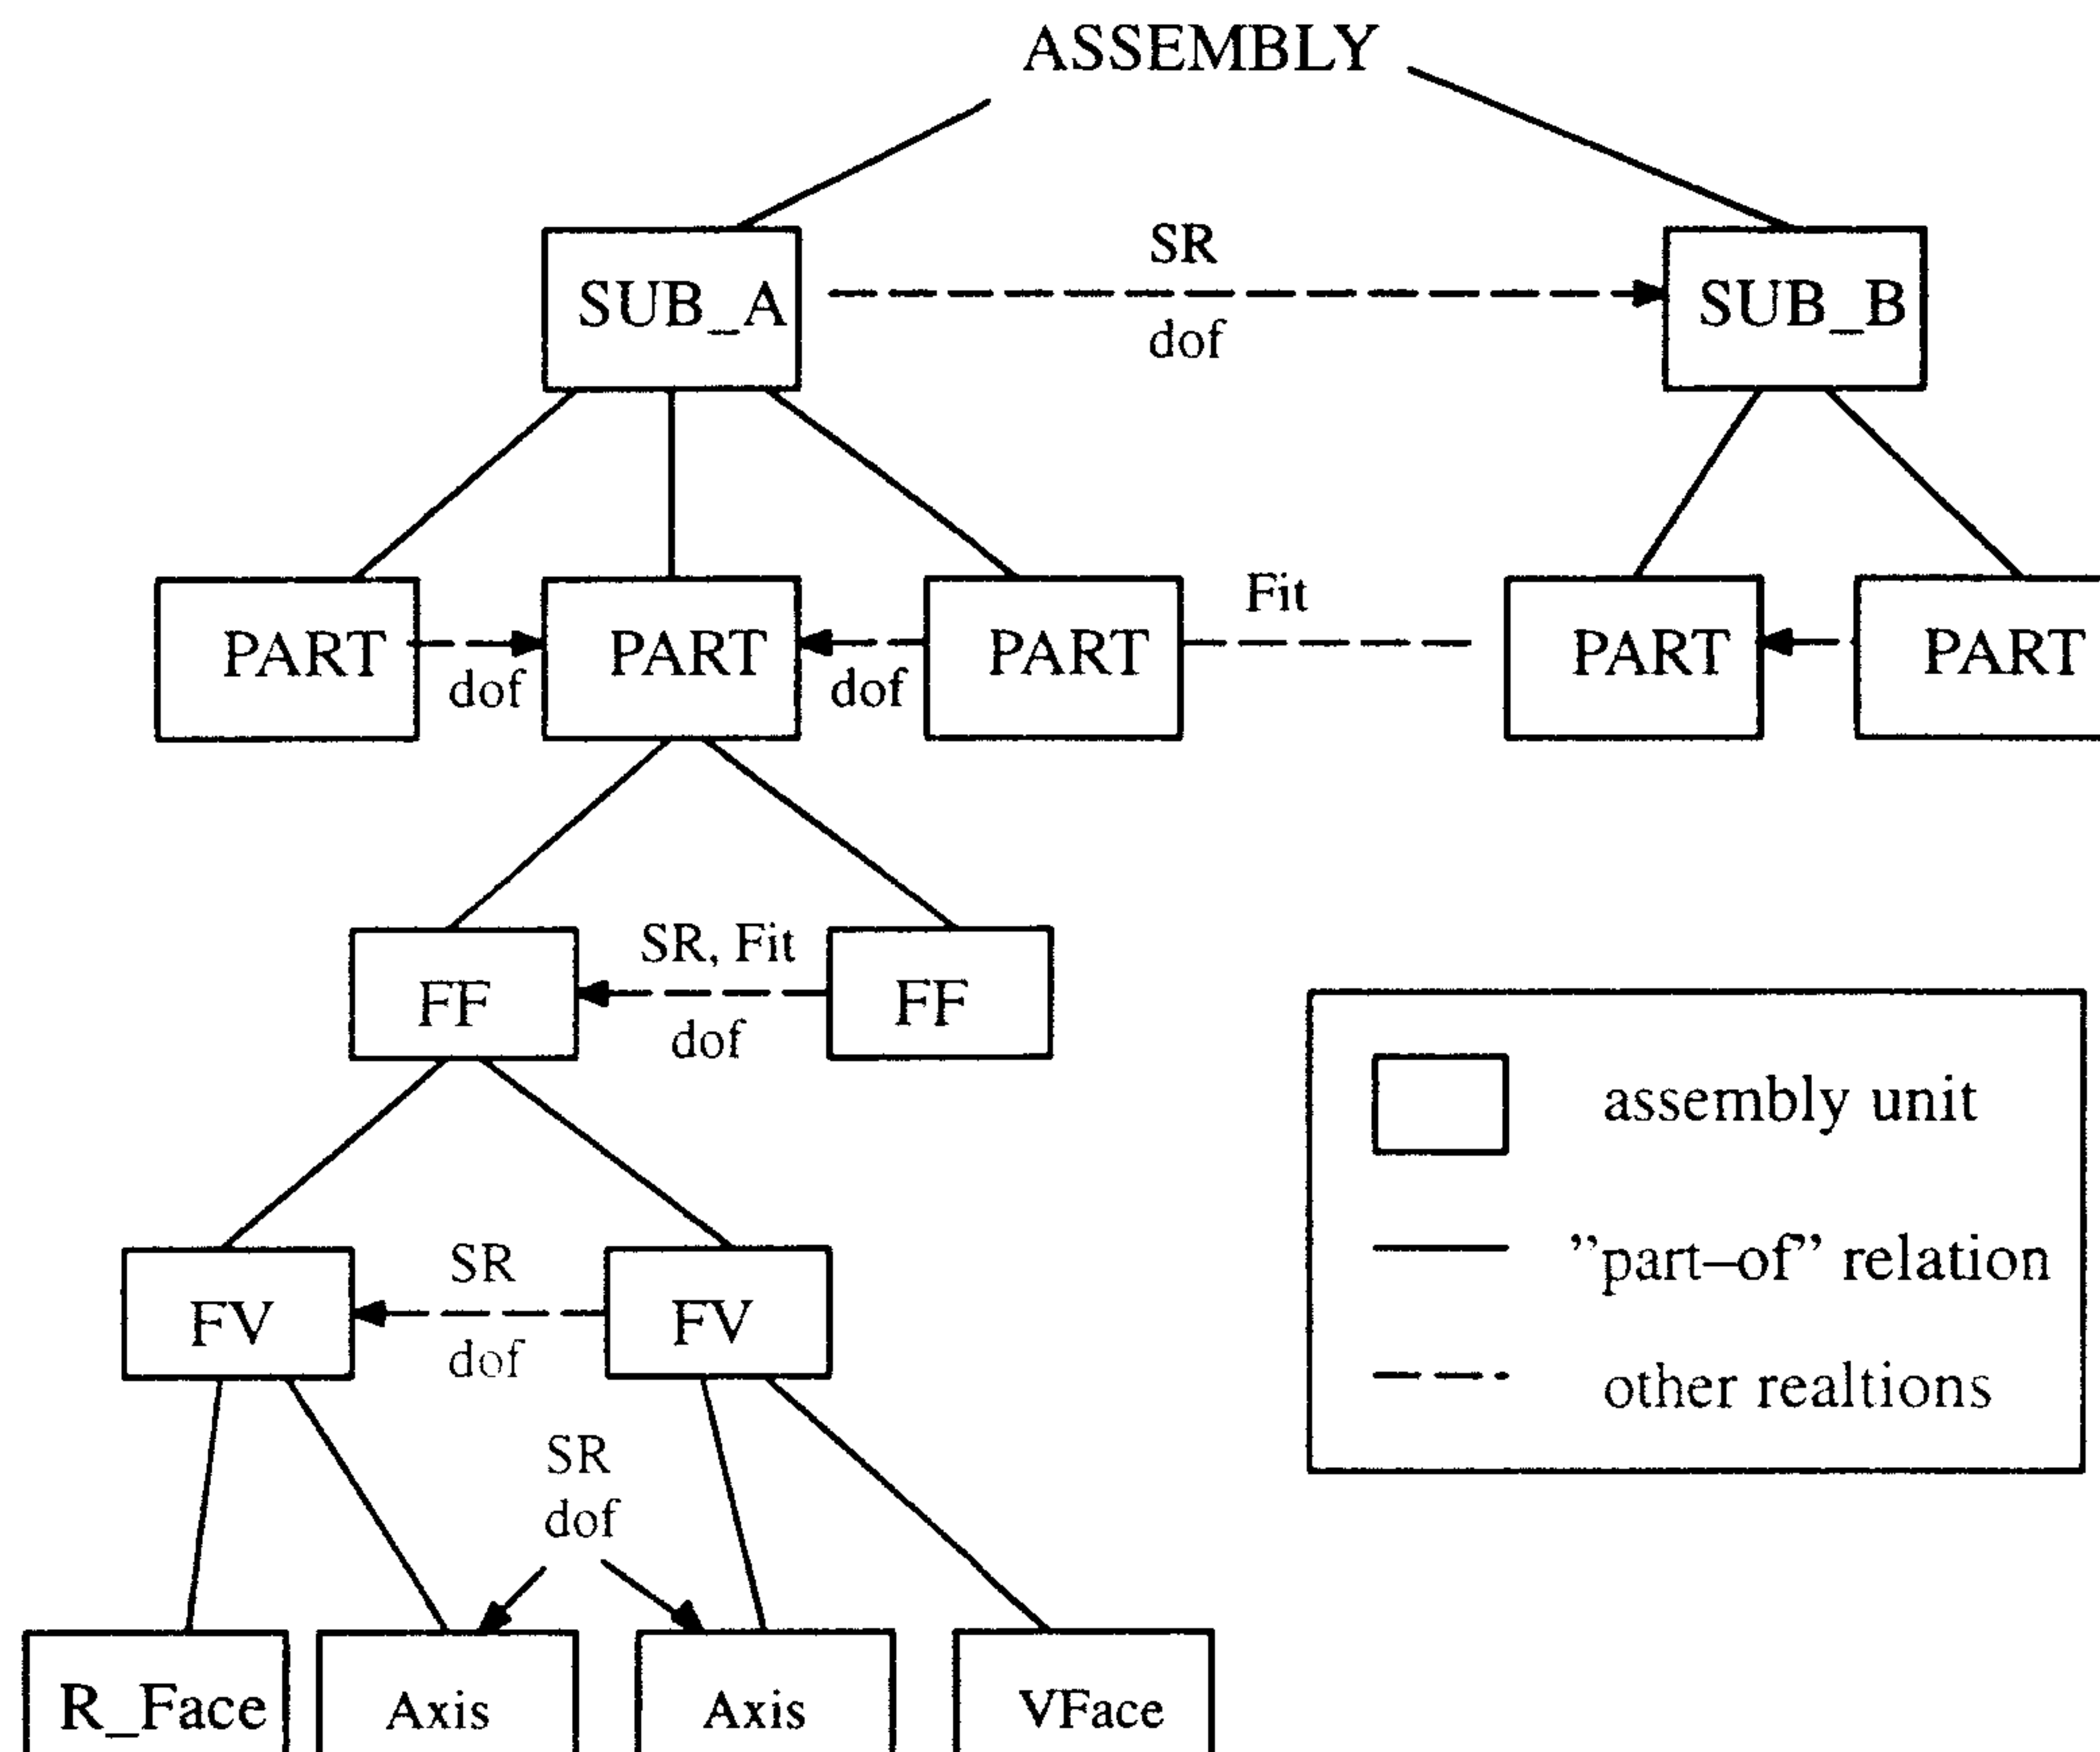 ASSEMBLY
SR
SUB_A
SUB_B
dof
Fit
PART
PART
PART
PART
PART
dof
dof
SR, Fit
FF
FF
dof
assembly unit
SR
"part–of" relation
FV
FV
dof
other realtions
SR
dof
R_Face
Axis
Axis
VFace